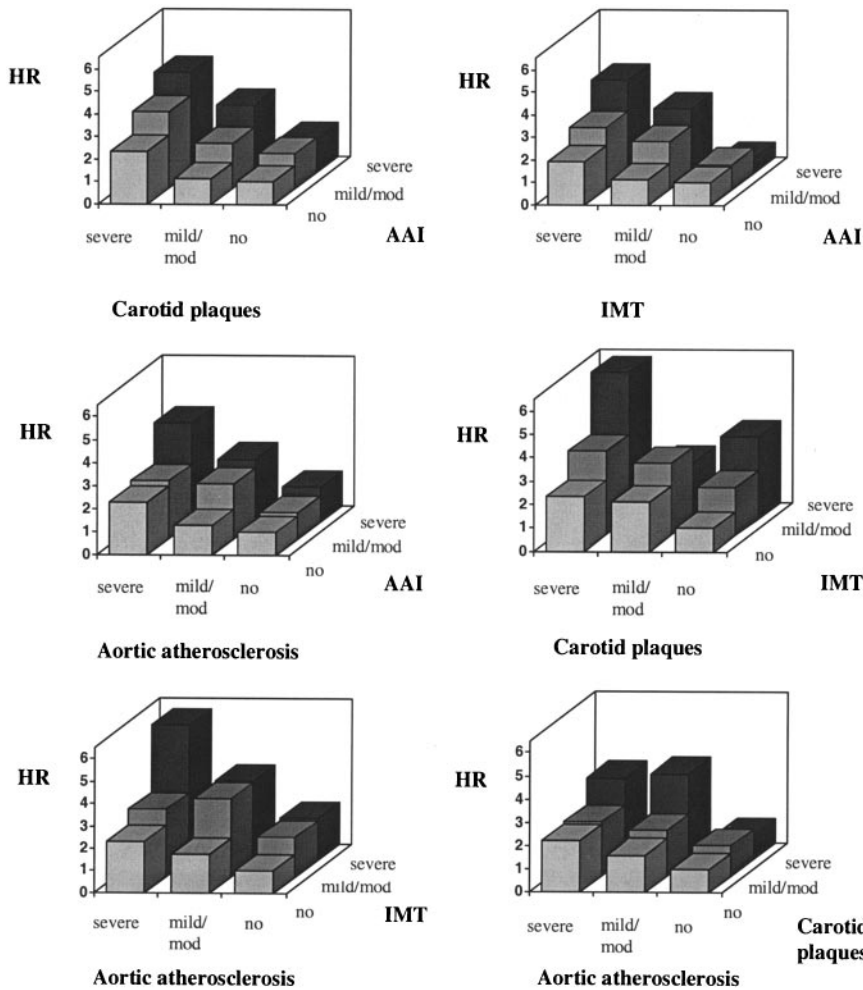 HR
6
5
4
3
2
1
0
severe
mild/mod
no
severe
mild/
mod
no
AAI
Carotid plaques
HR
6
5
4
3
2
1
0
severe
mild/mod
no
severe
mild/
mod
no
AAI
IMT
HR
6
5
4
3
2
1
0
severe
mild/mod
no
severe
mild/
mod
no
AAI
Aortic atherosclerosis
HR
6
5
4
3
2
1
0
severe
mild/mod
no
severe
mild/
mod
no
IMT
Carotid plaques
HR
6
5
4
3
2
1
0
severe
mild/mod
no
severe
mild/
mod
no
IMT
Aortic atherosclerosis
HR
6
5
4
3
2
1
0
severe
mild/mod
no
severe
mild/
mod
no
Carotid
plaques
Aortic atherosclerosis